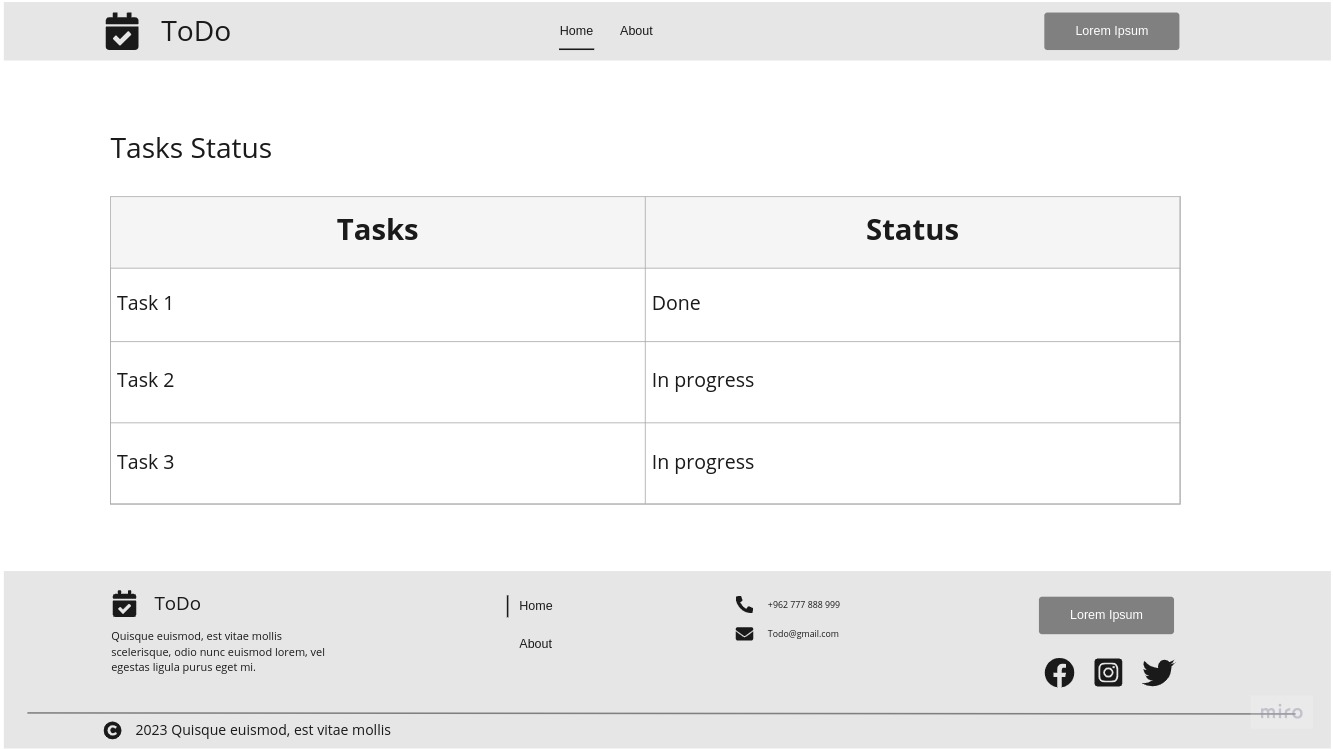 ToDo
Home
About
Lorem Ipsum
Tasks Status
Tasks
Status
Task 1
Done
Task 2
In progress
Task 3
In progress
ToDo
Quisque euismod, est vitae mollis
scelerisque, odio nunc euismod lorem, vel
egestas ligula purus eget mi.
Home
About
+962 777 888 999
Todo@gmail.com
Lorem Ipsum
2023 Quisque euismod, est vitae mollis
miro